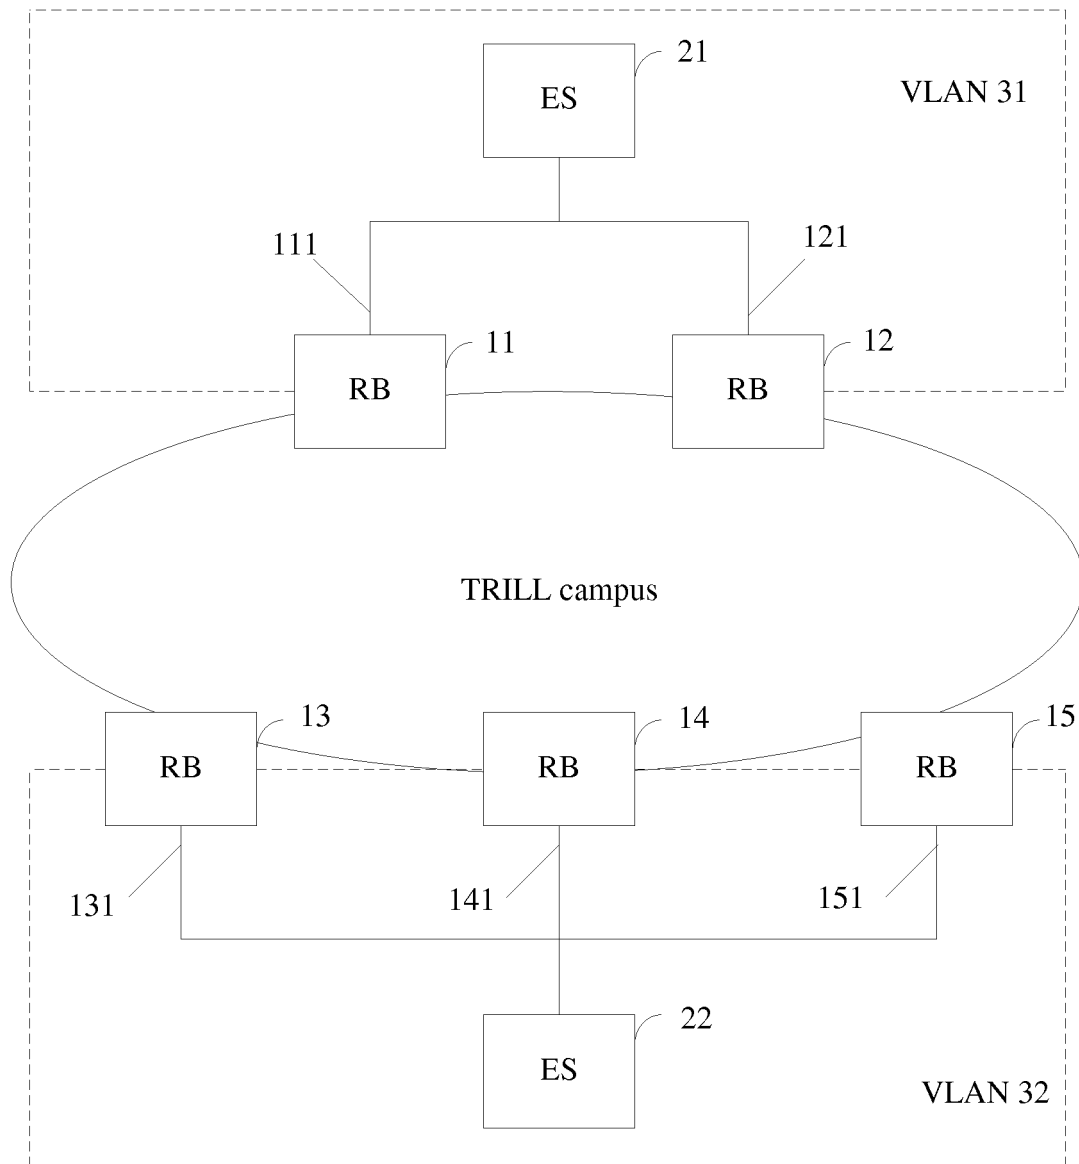 21
ES
VLAN 31
111
121
11
12
RB
RB
TRILL campus
13
14
15
RB
RB
RB
131
141
151
22
ES
VLAN 32